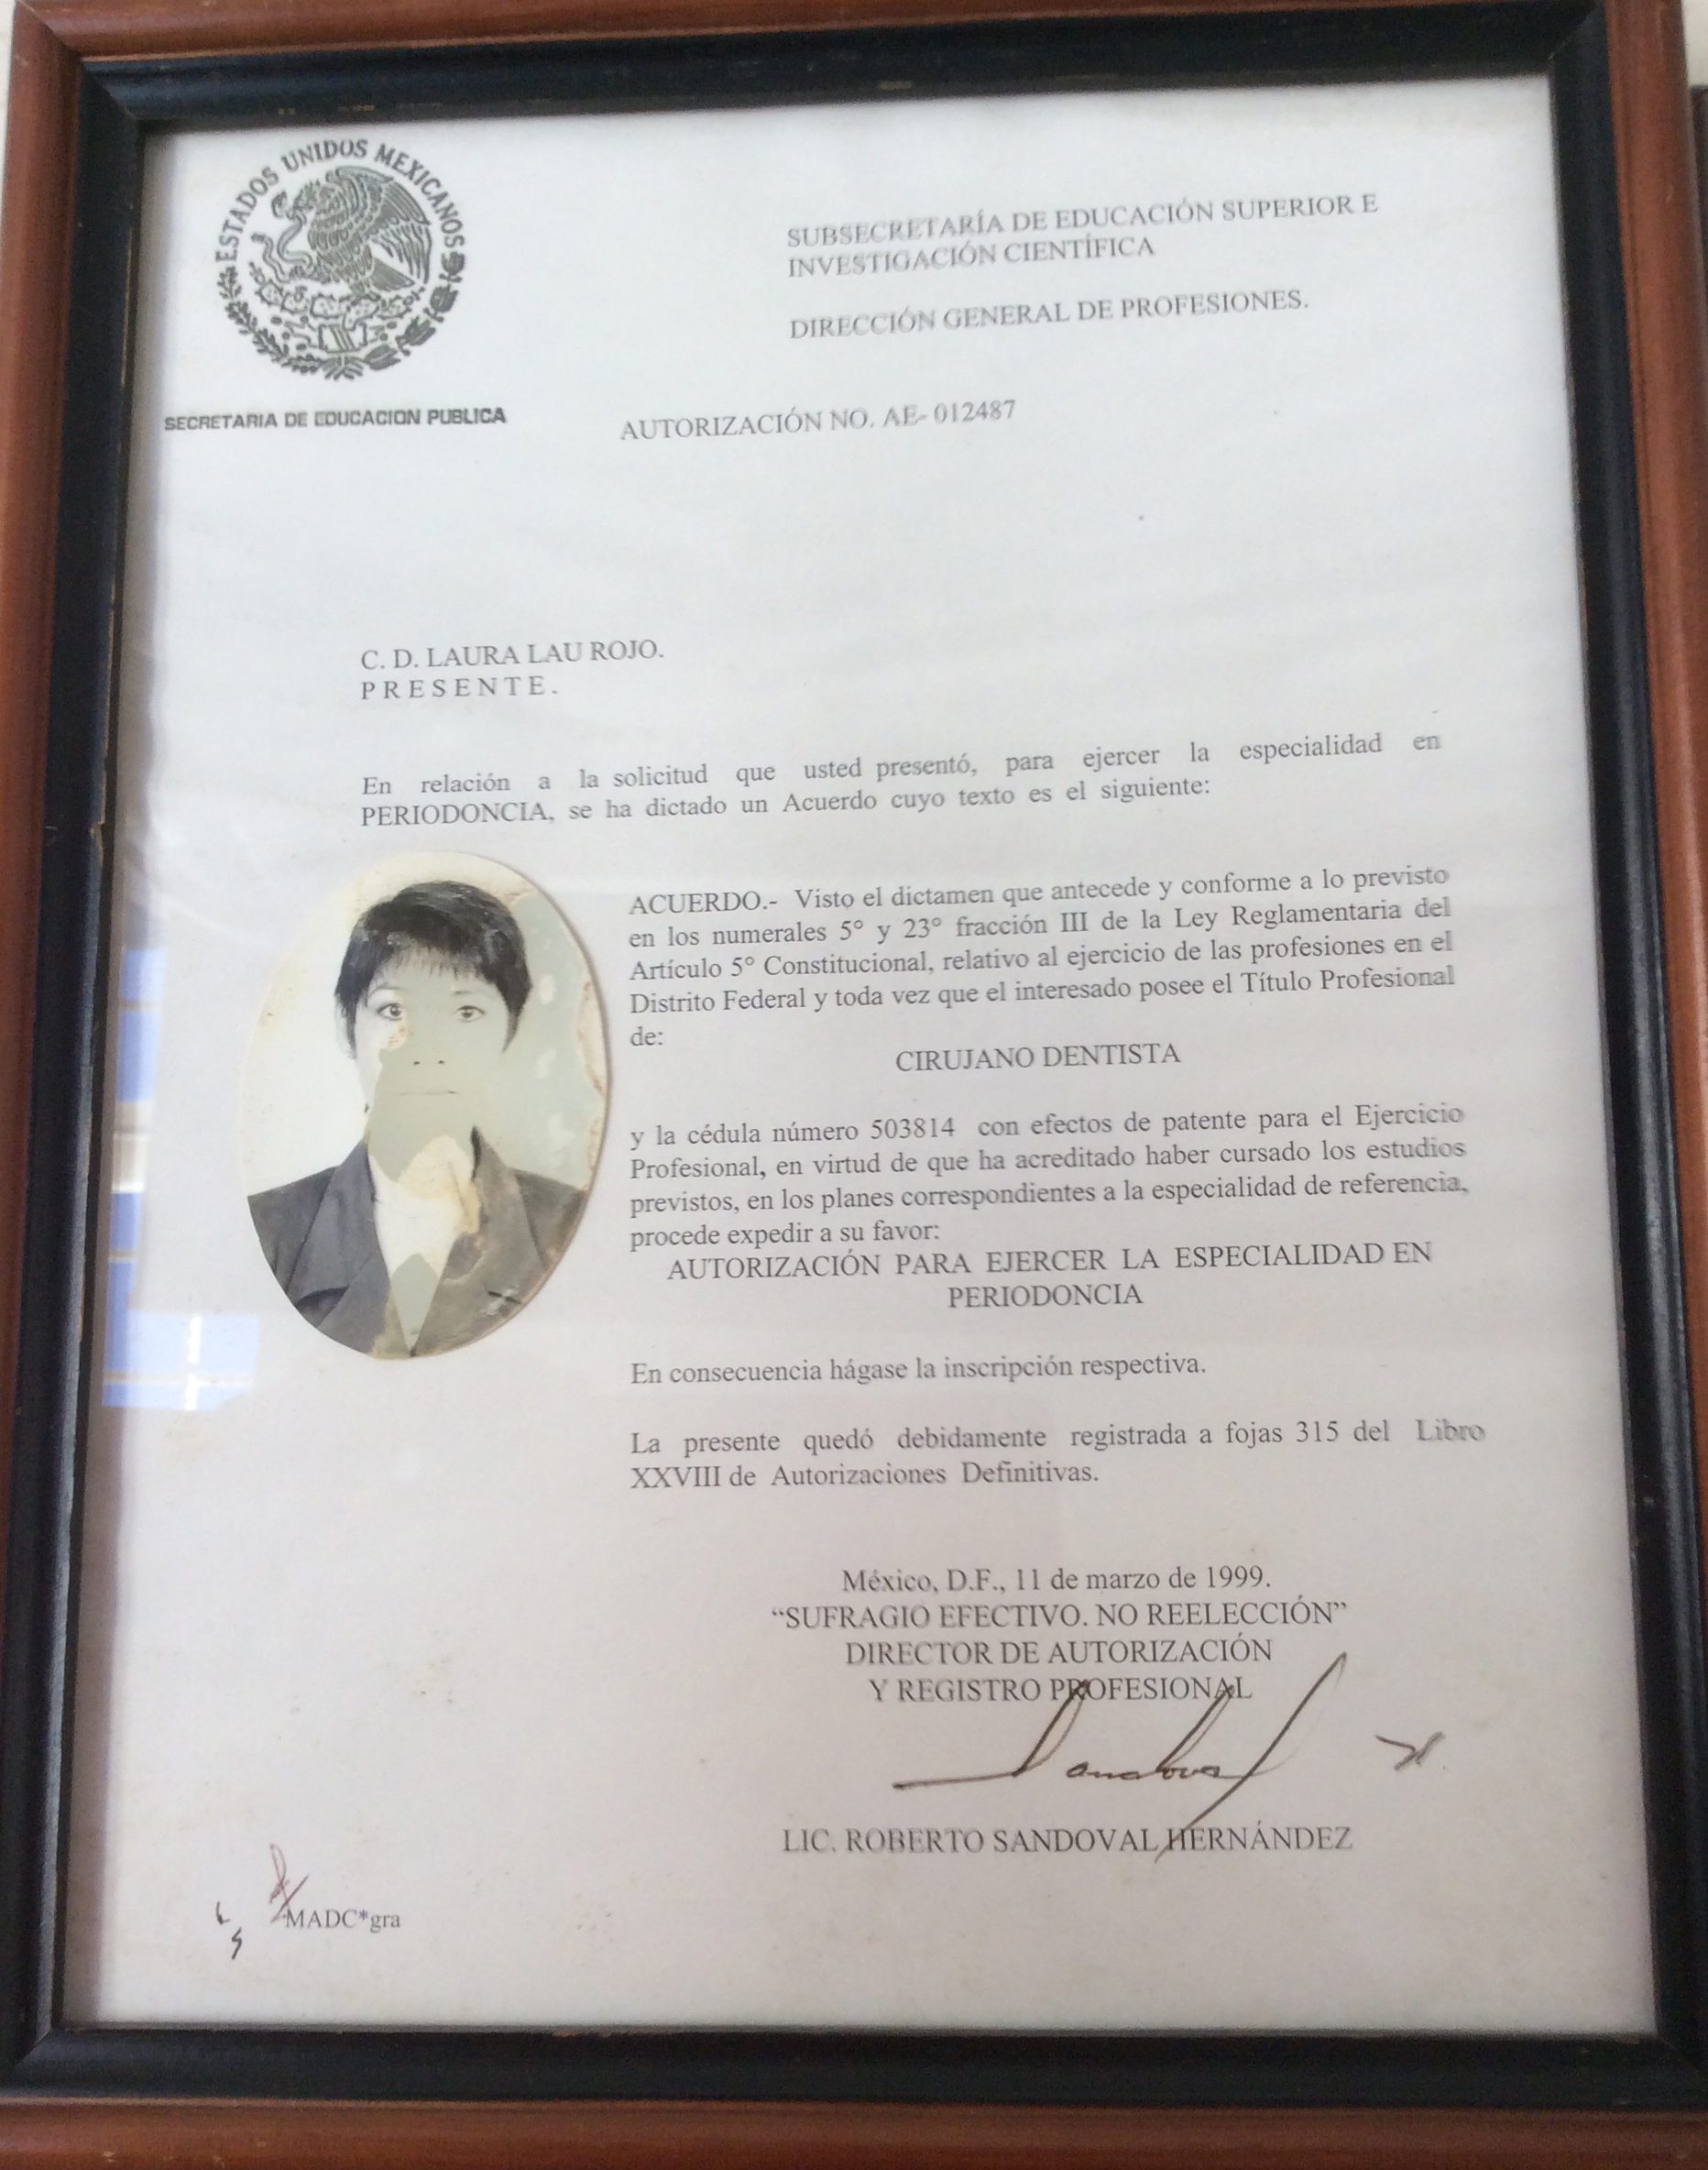 ESTADOS UNIDOS MEXICANOS
SECRETARIA DE EDUCACION PUBLICA
SUBSECRETARÍA DE EDUCACIÓN SUPERIOR E
INVESTIGACIÓN CIENTÍFICA
DIRECCIÓN GENERAL DE PROFESIONES.
AUTORIZACIÓN NO. AE- 012487
C. D. LAURA LAU ROJO.
P R E S E N T E .
En relación a la solicitud que usted presentó, para ejercer la especialidad en
PERIODONCIA, se ha dictado un Acuerdo cuyo texto es el siguiente:
ACUERDO.- Visto el dictamen que antecede y conforme a lo previsto
en los numerales 5° y 23° fracción III de la Ley Reglamentaria del
Artículo 5° Constitucional, relativo al ejercicio de las profesiones en el
Distrito Federal y toda vez que el interesado posee el Título Profesional
de:
CIRUJANO DENTISTA
y la cédula número 503814 con efectos de patente para el Ejercicio
Profesional, en virtud de que ha acreditado haber cursado los estudios
previstos, en los planes correspondientes a la especialidad de referencia,
procede expedir a su favor:
AUTORIZACIÓN PARA EJERCER LA ESPECIALIDAD EN
PERIODONCIA
En consecuencia hágase la inscripción respectiva.
La presente quedó debidamente registrada a fojas 315 del Libro
XXVIII de Autorizaciones Definitivas.
México, D.F., 11 de marzo de 1999.
“SUFRAGIO EFECTIVO. NO REELECCIÓN”
DIRECTOR DE AUTORIZACIÓN
Y REGISTRO PROFESIONAL
Sandoval
LIC. ROBERTO SANDOVAL HERNÁNDEZ
MADC*gra